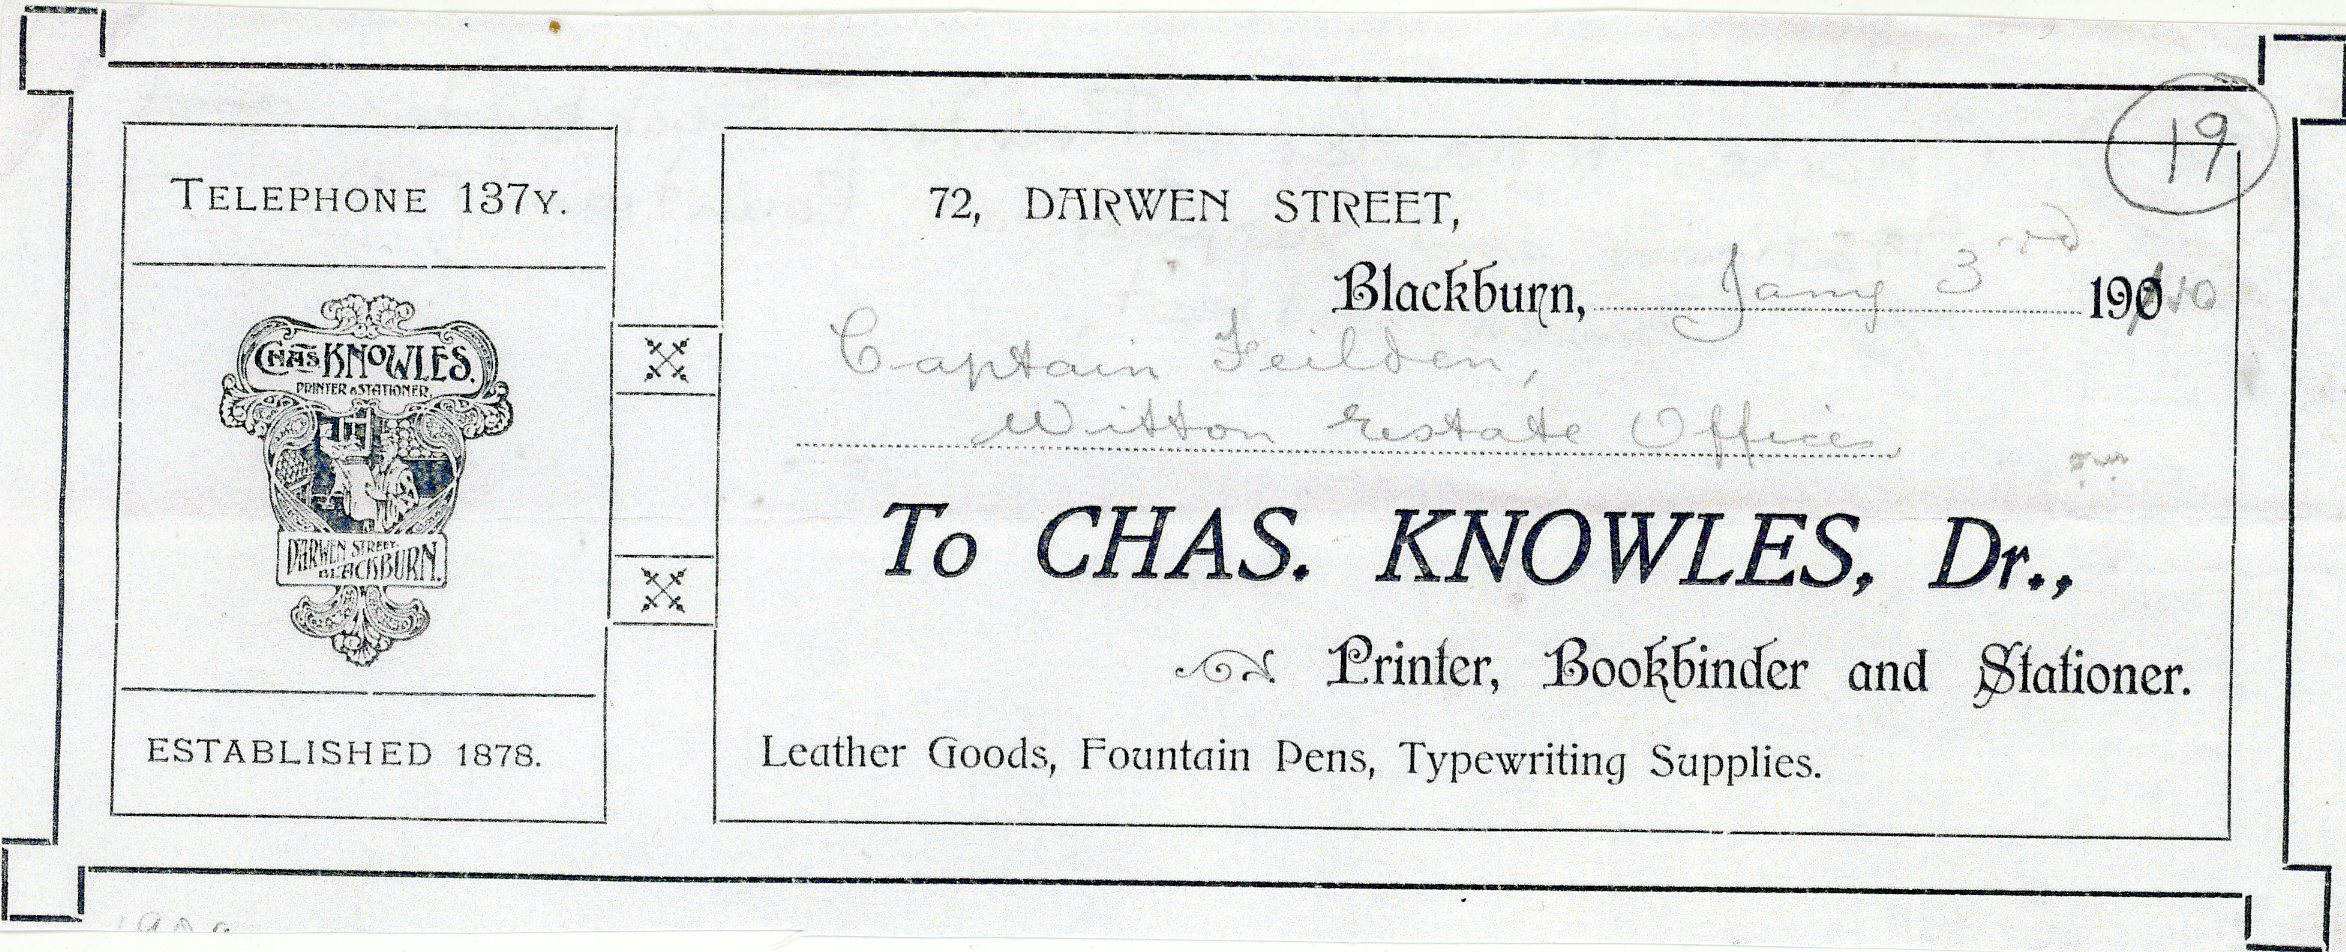 19
TELEPHONE 137Y.
CHAS KNOWLES.
PRINTER & STATIONER.
DARWEN STREET.
BLACKBURN.
ESTABLISHED 1878.
72, DARWEN STREET,
Blackburn, Jany 3rd 1910
Captain Feilden,
Witton Estate Offices
To CHAS. KNOWLES, Dr.,
Printer, Bookbinder and Stationer.
Leather Goods, Fountain Pens, Typewriting Supplies.